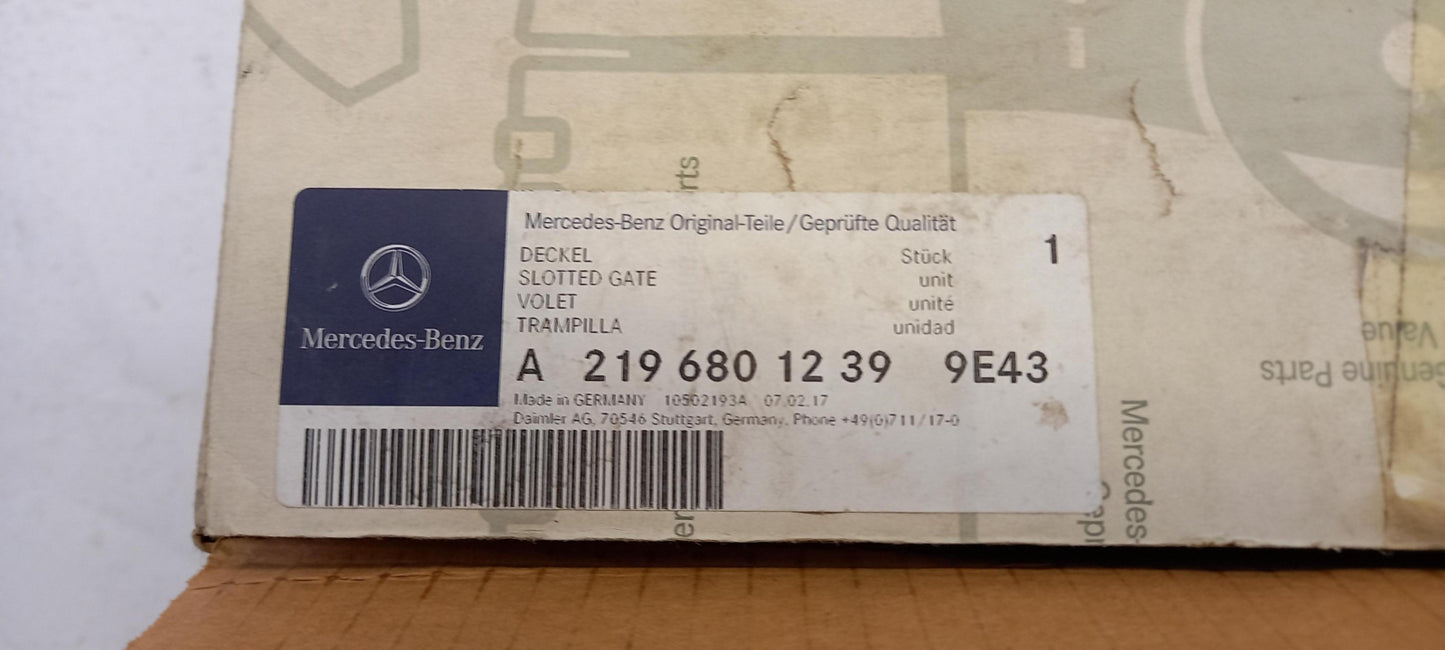 rts
Mercedes-Benz
Mercedes-Benz Original-Teile/Geprüfte Qualität
DECKEL Stück 1
SLOTTED GATE unit
VOLET unité
TRAMPILLA unidad
A 219 680 12 39 9E43
Made in GERMANY 10502193A 07.02.17
Daimler AG, 70546 Stuttgart, Germany, Phone +49(0)711/17-0
Value
Genuine Parts
Mercedes-